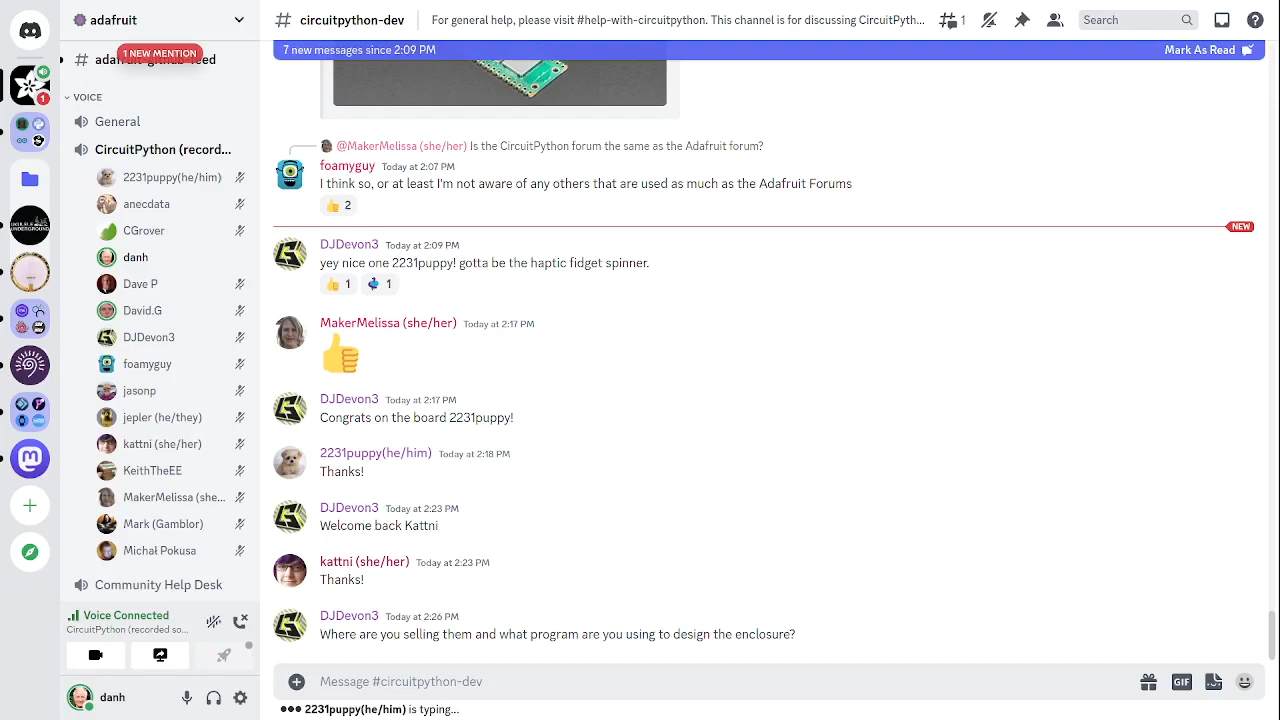 adafruit
circuitpython-dev
For general help, please visit #help-with-circuitpython. This channel is for discussing CircuitPyth...
1
Search
1 NEW MENTION
7 new messages since 2:09 PM
Mark As Read
VOICE
General
CircuitPython (record...
2231puppy(he/him)
anecdata
CGrover
danh
Dave P
David.G
DJDevon3
foamyguy
jasonp
jepler (he/they)
kattni (she/her)
KeithTheEE
MakerMelissa (she...
Mark (Gamblor)
Michał Pokusa
Community Help Desk
Voice Connected
CircuitPython (recorded so...
danh
1
UKULELE
UNDERGROUND
@MakerMelissa (she/her) Is the CircuitPython forum the same as the Adafruit forum?
foamyguy Today at 2:07 PM
I think so, or at least I'm not aware of any others that are used as much as the Adafruit Forums
👍 2
NEW
DJDevon3 Today at 2:09 PM
yey nice one 2231puppy! gotta be the haptic fidget spinner.
👍 1 1
MakerMelissa (she/her) Today at 2:17 PM
👍
DJDevon3 Today at 2:17 PM
Congrats on the board 2231puppy!
2231puppy(he/him) Today at 2:18 PM
Thanks!
DJDevon3 Today at 2:23 PM
Welcome back Kattni
kattni (she/her) Today at 2:23 PM
Thanks!
DJDevon3 Today at 2:26 PM
Where are you selling them and what program are you using to design the enclosure?
Message #circuitpython-dev
GIF
2231puppy(he/him) is typing...